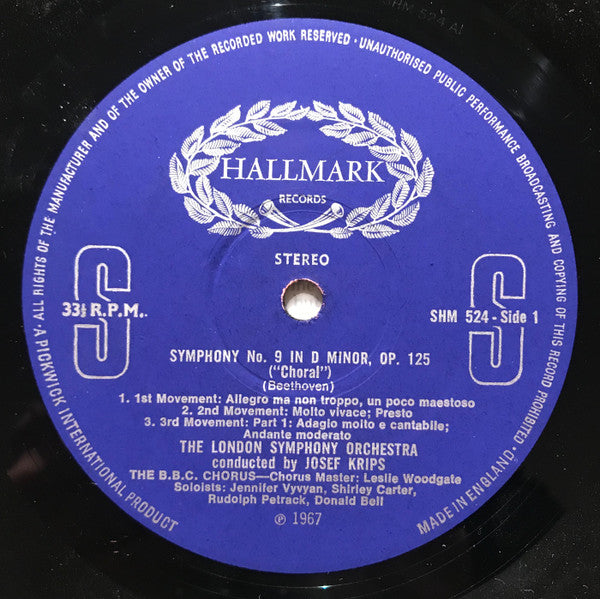 · ALL RIGHTS OF THE MANUFACTURER AND OF THE OWNER OF THE RECORDED WORK RESERVED · UNAUTHORISED PUBLIC PERFORMANCE BROADCASTING AND COPYING OF THIS RECORD PROHIBITED ·
HALLMARK
RECORDS
STEREO
S
S
33⅓ R.P.M.
SHM 524 - Side 1
SYMPHONY No. 9 IN D MINOR, OP. 125
("Choral")
(Beethoven)
1. 1st Movement: Allegro ma non troppo, un poco maestoso
2. 2nd Movement: Molto vivace; Presto
3. 3rd Movement: Part 1: Adagio molto e cantabile;
Andante moderato
THE LONDON SYMPHONY ORCHESTRA
conducted by JOSEF KRIPS
THE B.B.C. CHORUS—Chorus Master: Leslie Woodgate
Soloists: Jennifer Vyvyan, Shirley Carter,
Rudolph Petrack, Donald Bell
℗ 1967
A PICKWICK INTERNATIONAL PRODUCT
MADE IN ENGLAND ·